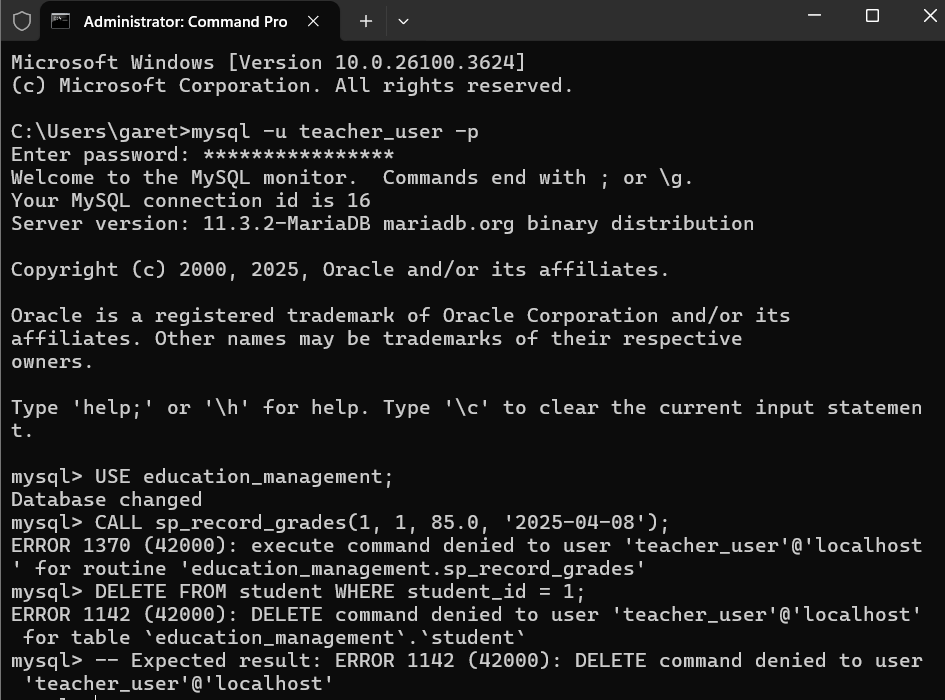 Administrator: Command Pro
Microsoft Windows [Version 10.0.26100.3624]
(c) Microsoft Corporation. All rights reserved.
C:\Users\garet>mysql -u teacher_user -p
Enter password: ****************
Welcome to the MySQL monitor.  Commands end with ; or \g.
Your MySQL connection id is 16
Server version: 11.3.2-MariaDB mariadb.org binary distribution
Copyright (c) 2000, 2025, Oracle and/or its affiliates.
Oracle is a registered trademark of Oracle Corporation and/or its
affiliates. Other names may be trademarks of their respective
owners.
Type 'help;' or '\h' for help. Type '\c' to clear the current input statemen
t.
mysql> USE education_management;
Database changed
mysql> CALL sp_record_grades(1, 1, 85.0, '2025-04-08');
ERROR 1370 (42000): execute command denied to user 'teacher_user'@'localhost
' for routine 'education_management.sp_record_grades'
mysql> DELETE FROM student WHERE student_id = 1;
ERROR 1142 (42000): DELETE command denied to user 'teacher_user'@'localhost'
 for table `education_management`.`student`
mysql> -- Expected result: ERROR 1142 (42000): DELETE command denied to user
 'teacher_user'@'localhost'